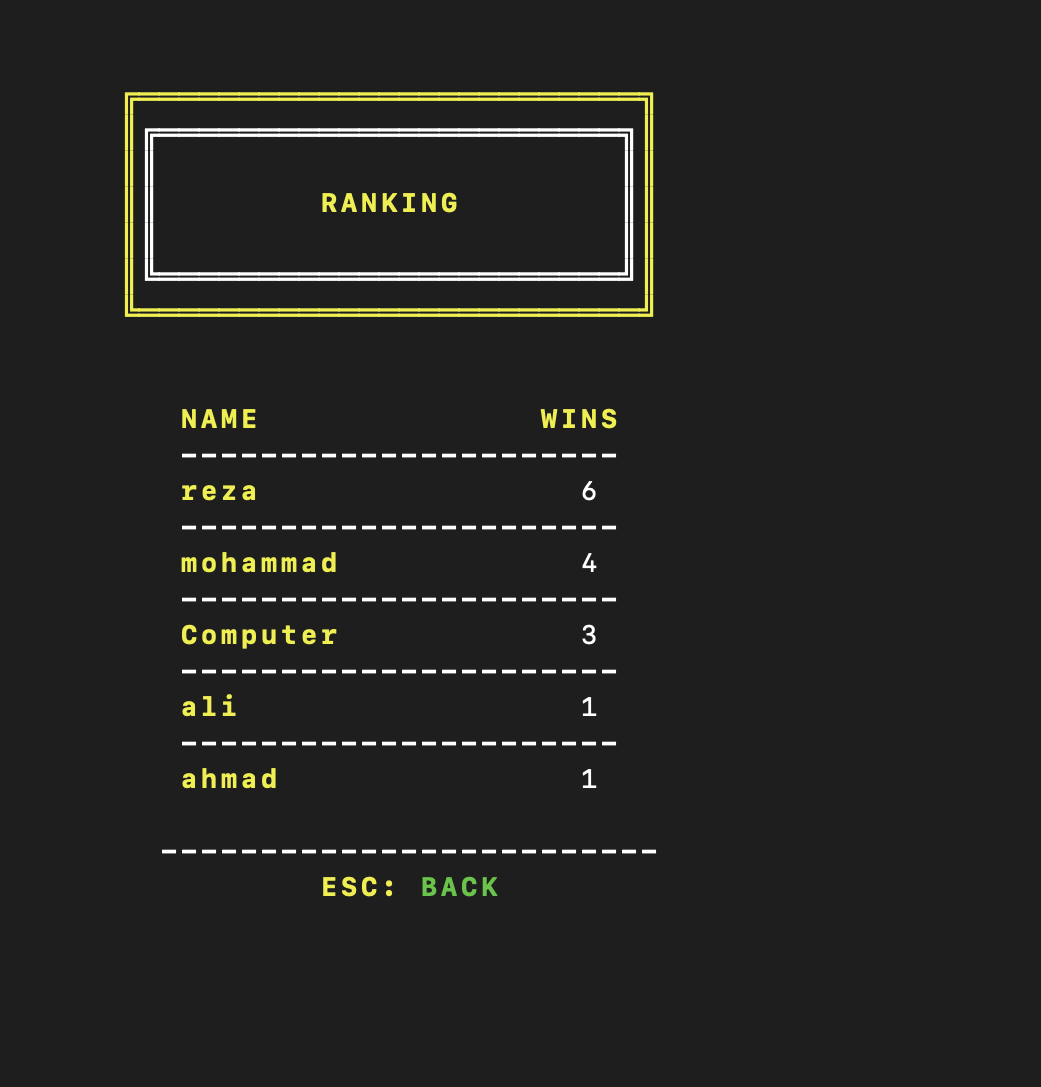 RANKING
NAME WINS
reza 6
mohammad 4
Computer 3
ali 1
ahmad 1
ESC: BACK